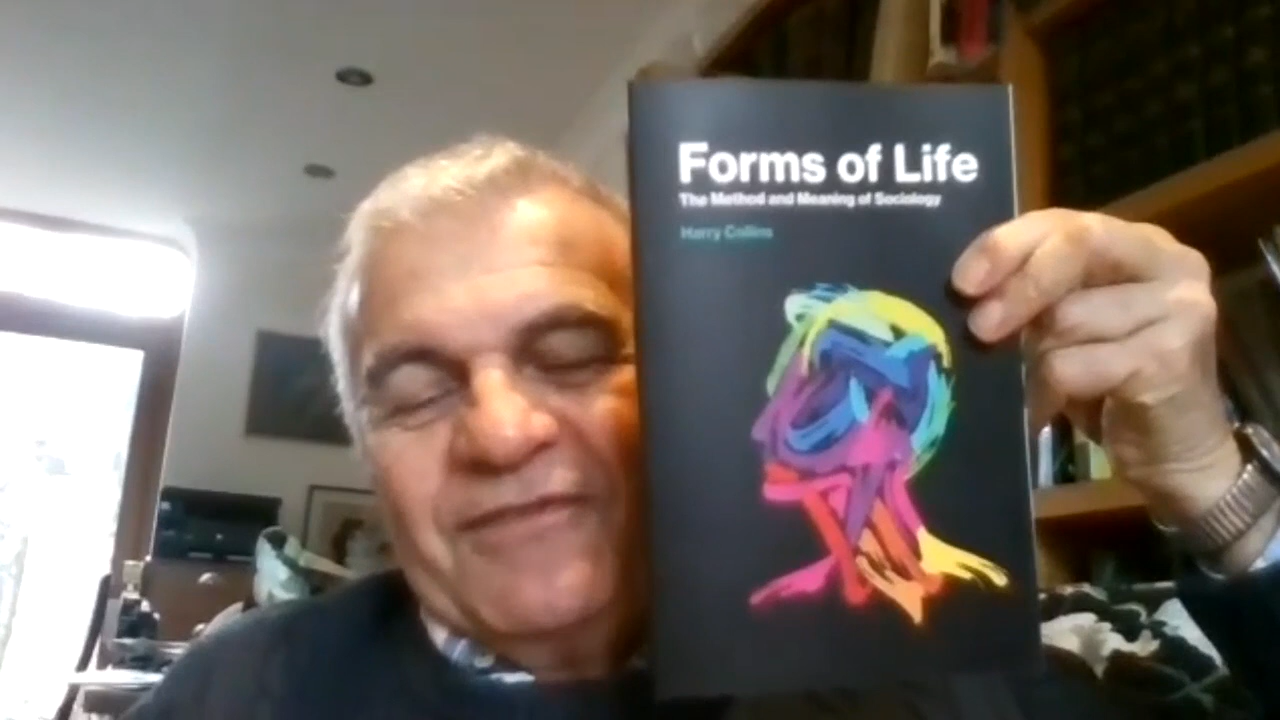 Forms of Life
The Method and Meaning of Sociology
Harry Collins